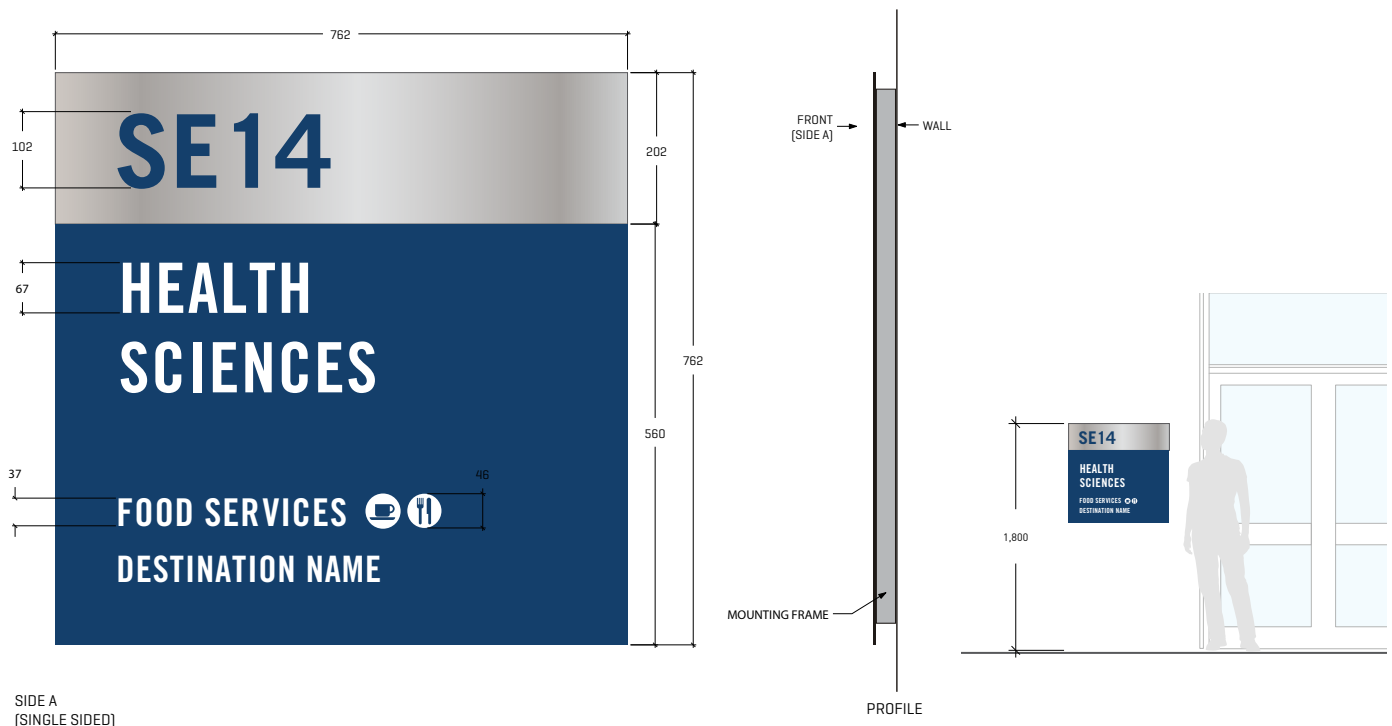 762
SE14
102
202
HEALTH
SCIENCES
67
762
560
37
46
FOOD SERVICES
DESTINATION NAME
SIDE A
(SINGLE SIDED)
FRONT
(SIDE A)
WALL
MOUNTING FRAME
PROFILE
SE14
HEALTH
SCIENCES
FOOD SERVICES
DESTINATION NAME
1,800